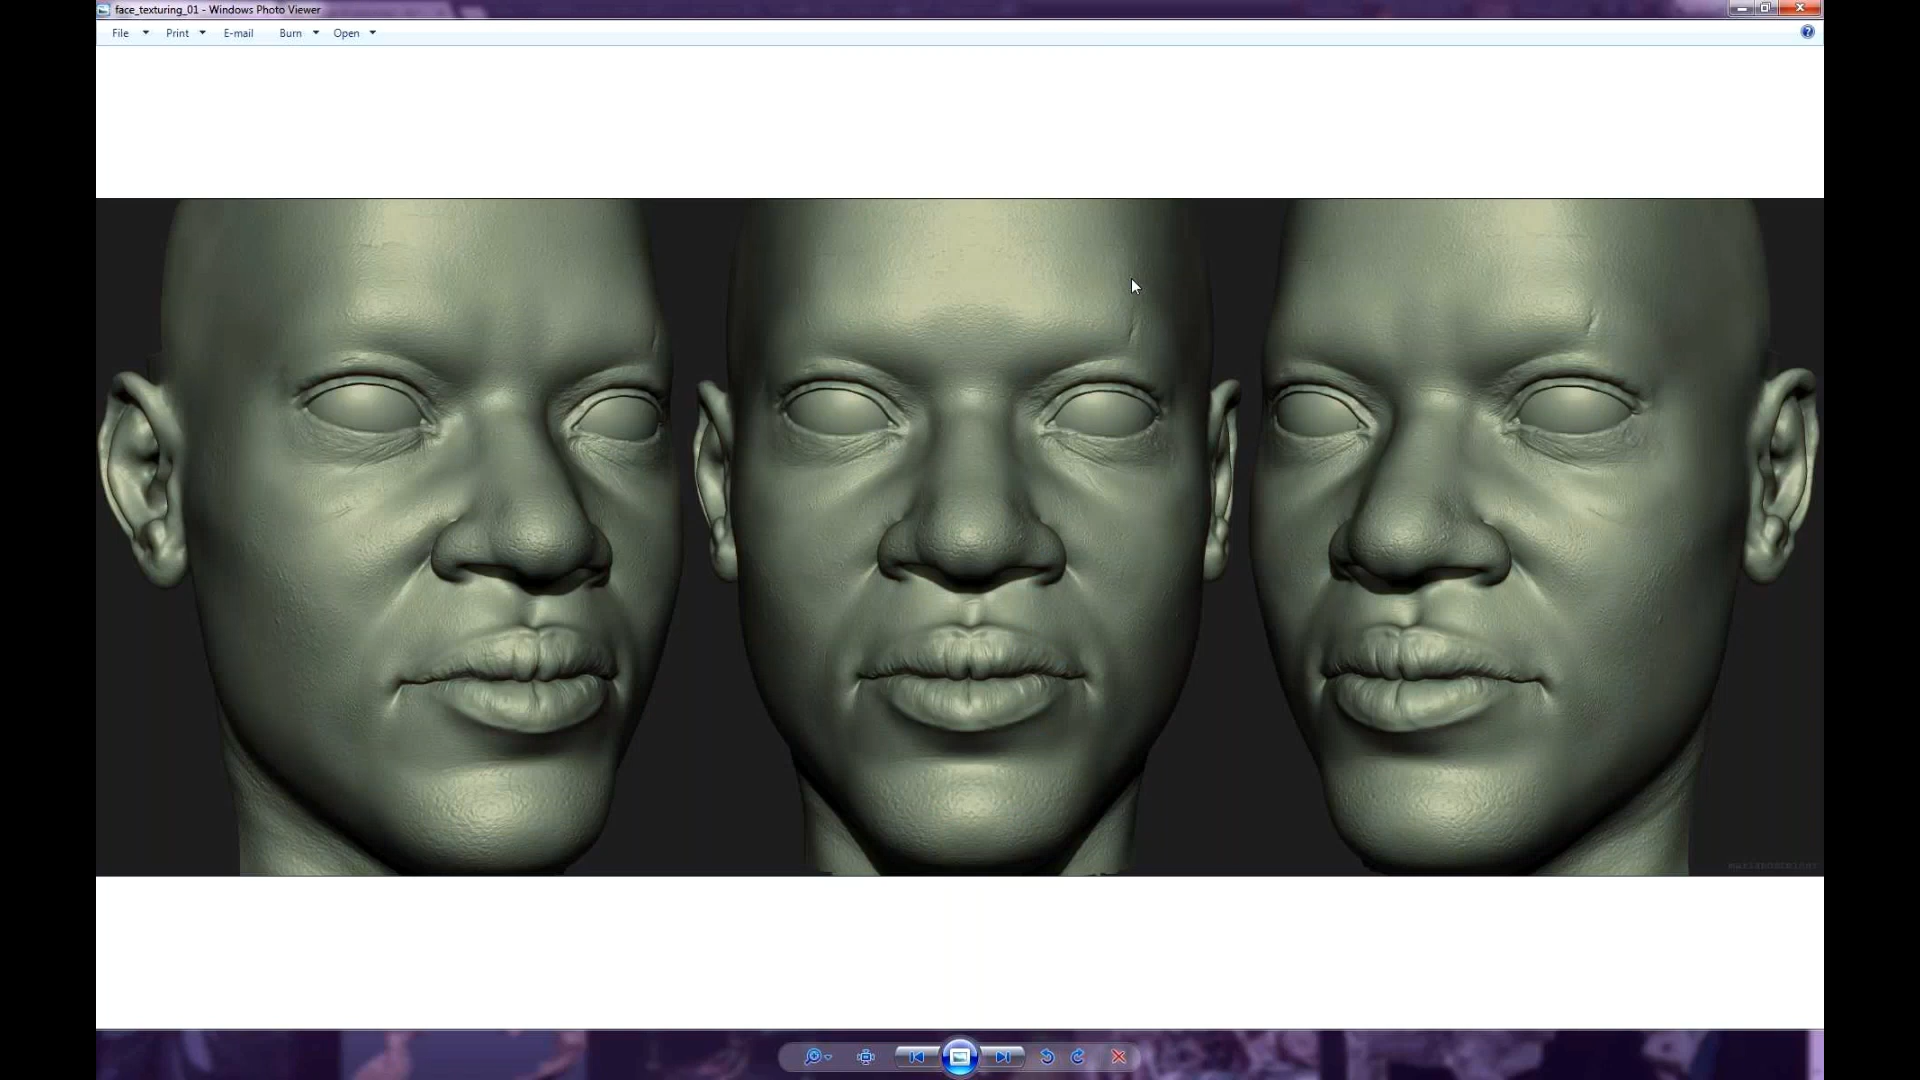 face_texturing_01 - Windows Photo Viewer
File Print E-mail Burn Open